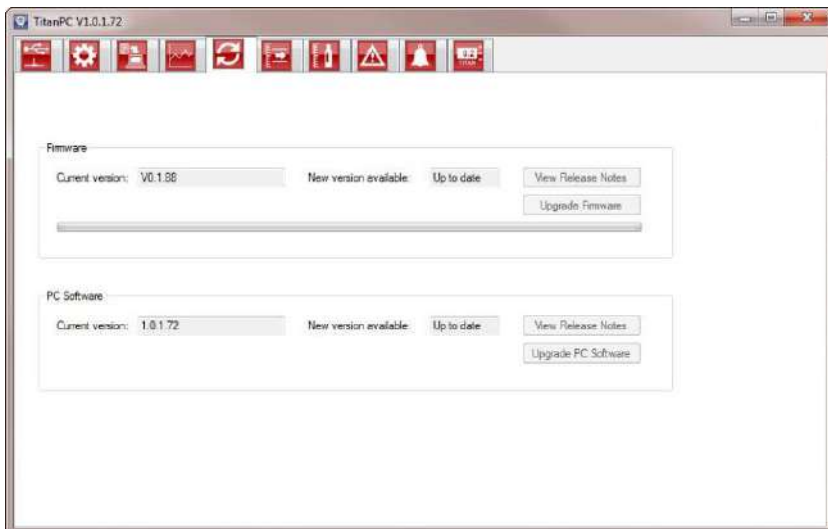 TitanPC V1.0.1.72
O2
TITAN
Firmware
Current version: V0.1.88 New version available: Up to date View Release Notes
Upgrade Firmware
PC Software
Current version: 1.0.1.72 New version available: Up to date View Release Notes
Upgrade PC Software